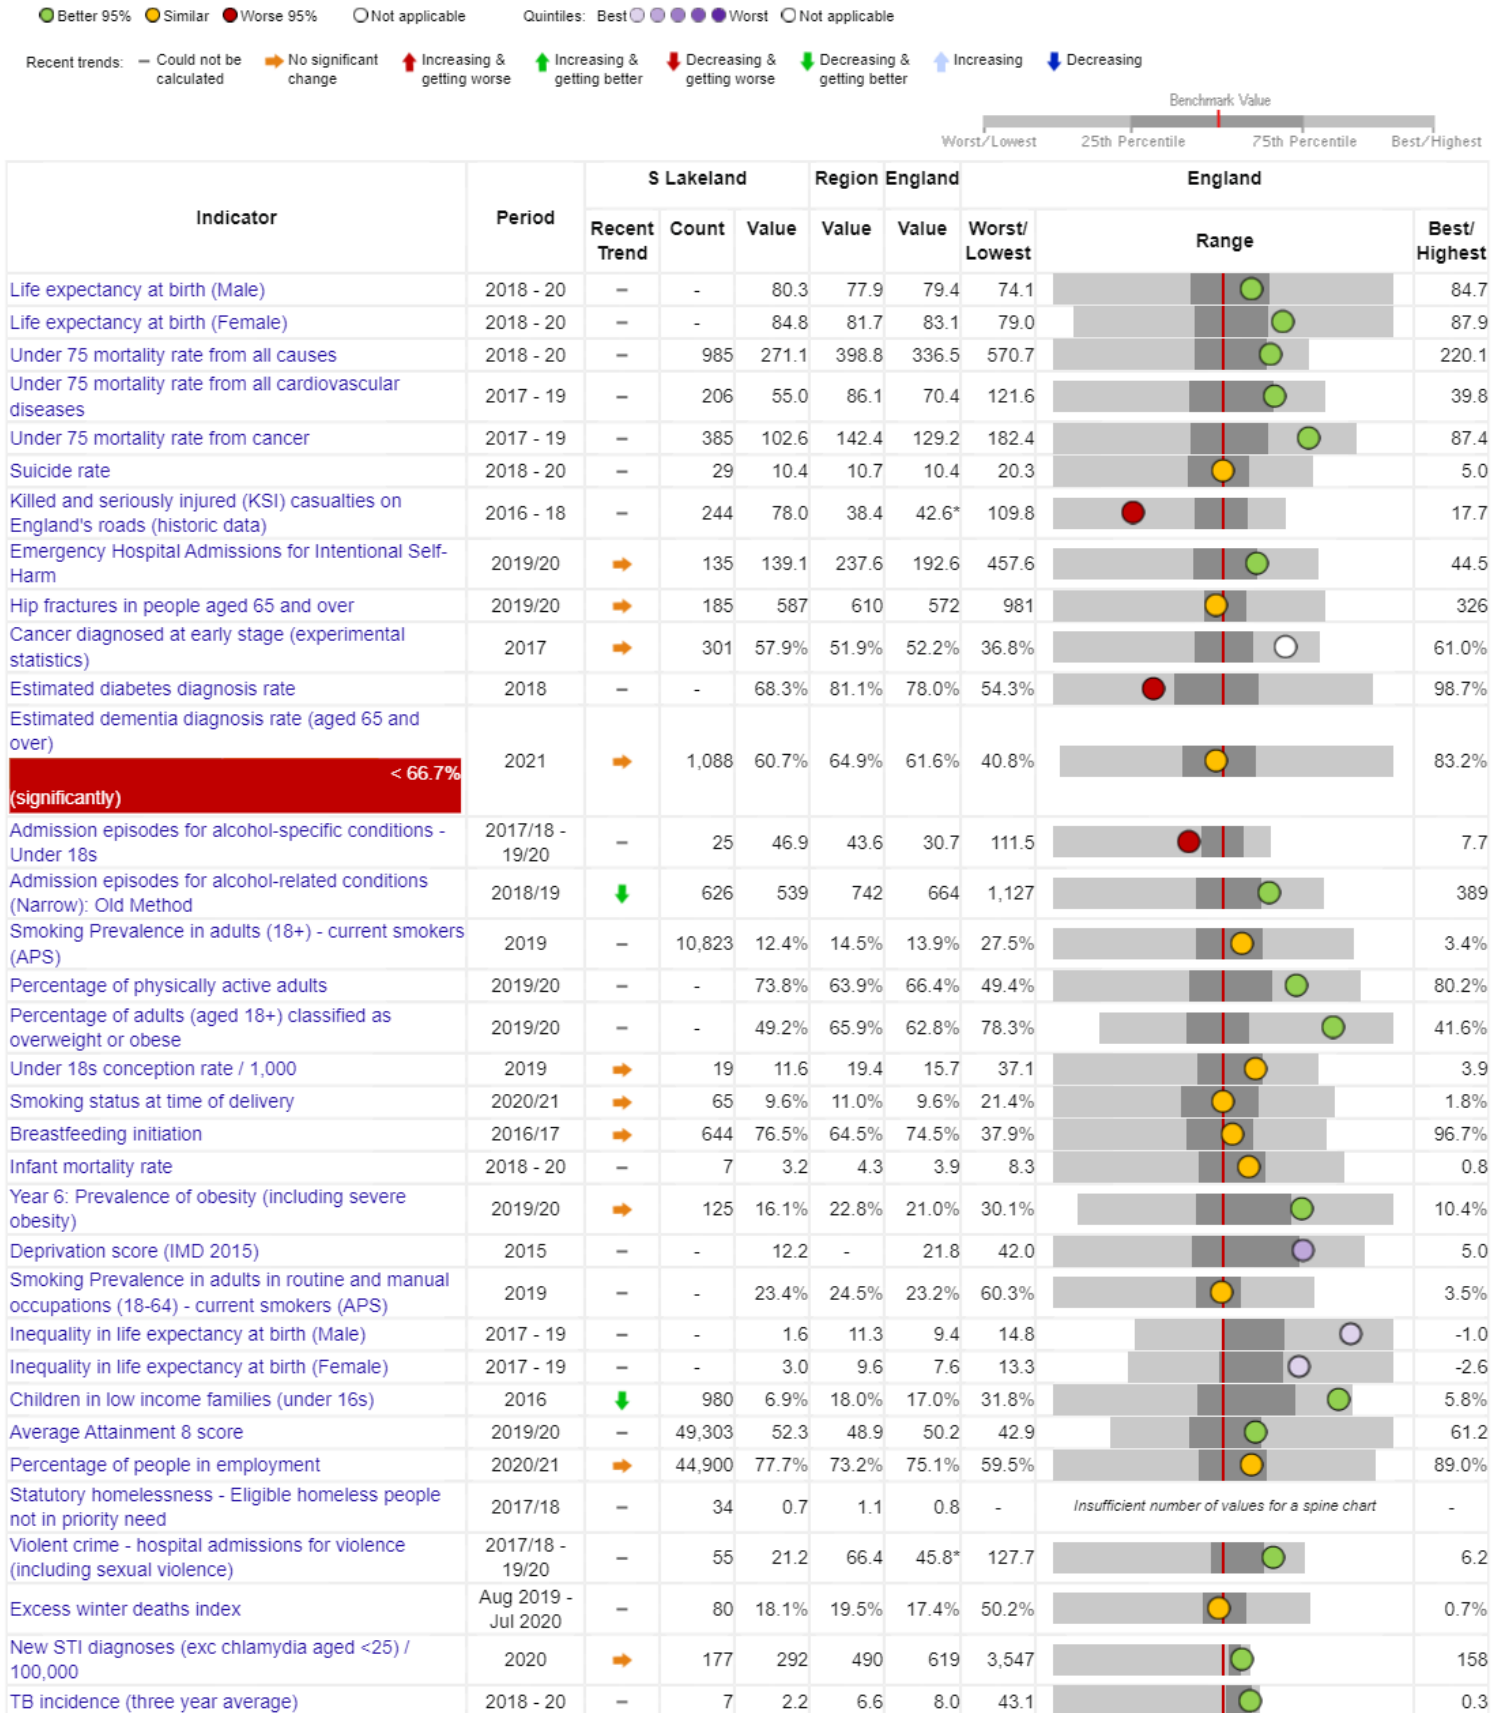 Better 95% Similar Worse 95% Not applicable Quintiles: Best Worst Not applicable
Recent trends: – Could not be calculated No significant change Increasing & getting worse Increasing & getting better Decreasing & getting worse Decreasing & getting better Increasing Decreasing
Benchmark Value
Worst/Lowest 25th Percentile 75th Percentile Best/Highest
S Lakeland Region England England
Indicator Period Recent Trend Count Value Value Value Worst/ Lowest Range Best/ Highest
Life expectancy at birth (Male) 2018 - 20 – - 80.3 77.9 79.4 74.1 84.7
Life expectancy at birth (Female) 2018 - 20 – - 84.8 81.7 83.1 79.0 87.9
Under 75 mortality rate from all causes 2018 - 20 – 985 271.1 398.8 336.5 570.7 220.1
Under 75 mortality rate from all cardiovascular diseases 2017 - 19 – 206 55.0 86.1 70.4 121.6 39.8
Under 75 mortality rate from cancer 2017 - 19 – 385 102.6 142.4 129.2 182.4 87.4
Suicide rate 2018 - 20 – 29 10.4 10.7 10.4 20.3 5.0
Killed and seriously injured (KSI) casualties on England's roads (historic data) 2016 - 18 – 244 78.0 38.4 42.6* 109.8 17.7
Emergency Hospital Admissions for Intentional Self-Harm 2019/20 135 139.1 237.6 192.6 457.6 44.5
Hip fractures in people aged 65 and over 2019/20 185 587 610 572 981 326
Cancer diagnosed at early stage (experimental statistics) 2017 301 57.9% 51.9% 52.2% 36.8% 61.0%
Estimated diabetes diagnosis rate 2018 – - 68.3% 81.1% 78.0% 54.3% 98.7%
Estimated dementia diagnosis rate (aged 65 and over) 2021 1,088 60.7% 64.9% 61.6% 40.8% 83.2%
< 66.7%
(significantly)
Admission episodes for alcohol-specific conditions - Under 18s 2017/18 - 19/20 – 25 46.9 43.6 30.7 111.5 7.7
Admission episodes for alcohol-related conditions (Narrow): Old Method 2018/19 626 539 742 664 1,127 389
Smoking Prevalence in adults (18+) - current smokers (APS) 2019 – 10,823 12.4% 14.5% 13.9% 27.5% 3.4%
Percentage of physically active adults 2019/20 – - 73.8% 63.9% 66.4% 49.4% 80.2%
Percentage of adults (aged 18+) classified as overweight or obese 2019/20 – - 49.2% 65.9% 62.8% 78.3% 41.6%
Under 18s conception rate / 1,000 2019 19 11.6 19.4 15.7 37.1 3.9
Smoking status at time of delivery 2020/21 65 9.6% 11.0% 9.6% 21.4% 1.8%
Breastfeeding initiation 2016/17 644 76.5% 64.5% 74.5% 37.9% 96.7%
Infant mortality rate 2018 - 20 – 7 3.2 4.3 3.9 8.3 0.8
Year 6: Prevalence of obesity (including severe obesity) 2019/20 125 16.1% 22.8% 21.0% 30.1% 10.4%
Deprivation score (IMD 2015) 2015 – - 12.2 - 21.8 42.0 5.0
Smoking Prevalence in adults in routine and manual occupations (18-64) - current smokers (APS) 2019 – - 23.4% 24.5% 23.2% 60.3% 3.5%
Inequality in life expectancy at birth (Male) 2017 - 19 – - 1.6 11.3 9.4 14.8 -1.0
Inequality in life expectancy at birth (Female) 2017 - 19 – - 3.0 9.6 7.6 13.3 -2.6
Children in low income families (under 16s) 2016 980 6.9% 18.0% 17.0% 31.8% 5.8%
Average Attainment 8 score 2019/20 – 49,303 52.3 48.9 50.2 42.9 61.2
Percentage of people in employment 2020/21 44,900 77.7% 73.2% 75.1% 59.5% 89.0%
Statutory homelessness - Eligible homeless people not in priority need 2017/18 – 34 0.7 1.1 0.8 - Insufficient number of values for a spine chart -
Violent crime - hospital admissions for violence (including sexual violence) 2017/18 - 19/20 – 55 21.2 66.4 45.8* 127.7 6.2
Excess winter deaths index Aug 2019 - Jul 2020 – 80 18.1% 19.5% 17.4% 50.2% 0.7%
New STI diagnoses (exc chlamydia aged <25) / 100,000 2020 177 292 490 619 3,547 158
TB incidence (three year average) 2018 - 20 – 7 2.2 6.6 8.0 43.1 0.3